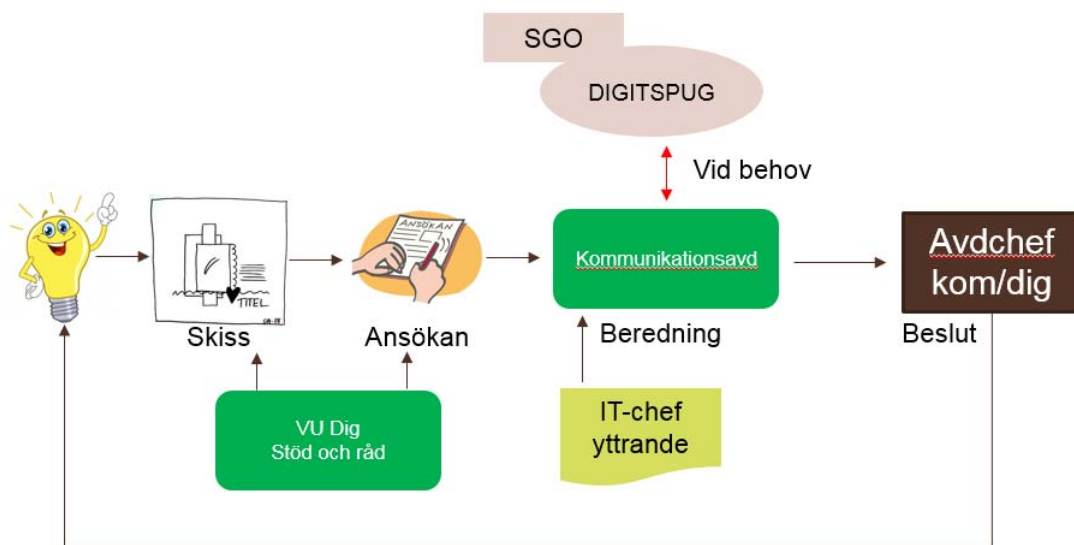 SGO
DIGITSPUG
Vid behov
ANSÖKAN
TITEL
Kommunikationsavd
Avdchef
kom/dig
Skiss
Ansökan
Beredning
Beslut
VU Dig
Stöd och råd
IT-chef
yttrande